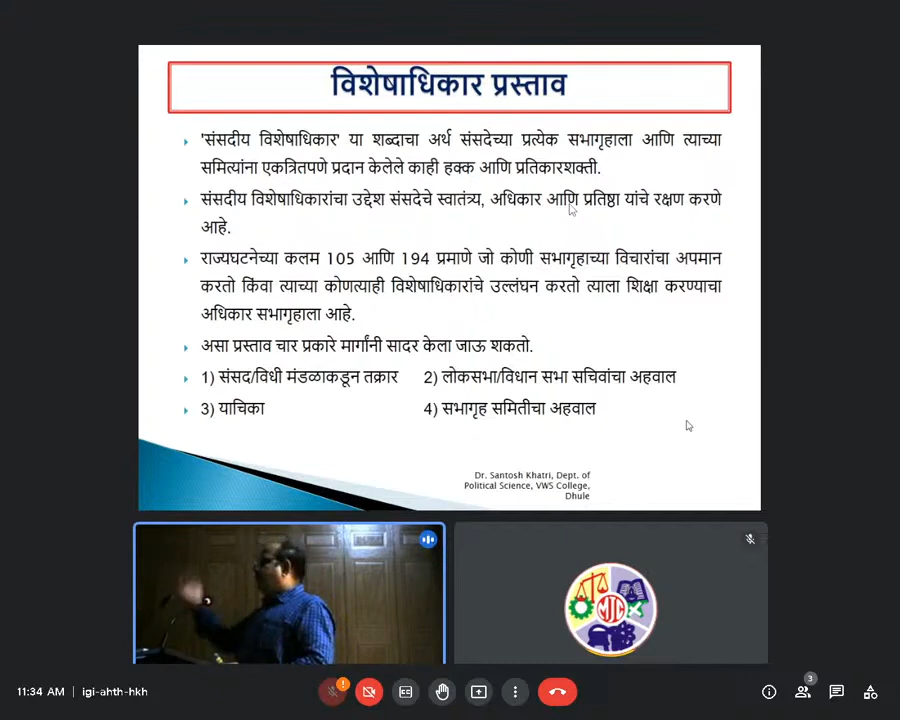 विशेषाधिकार प्रस्ताव
'संसदीय विशेषाधिकार' या शब्दाचा अर्थ संसदेच्या प्रत्येक सभागृहाला आणि त्याच्या
समित्यांना एकत्रितपणे प्रदान केलेले काही हक्क आणि प्रतिकारशक्ती.
संसदीय विशेषाधिकारांचा उद्देश संसदेचे स्वातंत्र्य, अधिकार आणि प्रतिष्ठा यांचे रक्षण करणे
आहे.
राज्यघटनेच्या कलम 105 आणि 194 प्रमाणे जो कोणी सभागृहाच्या विचारांचा अपमान
करतो किंवा त्याच्या कोणत्याही विशेषाधिकारांचे उल्लंघन करतो त्याला शिक्षा करण्याचा
अधिकार सभागृहाला आहे.
असा प्रस्ताव चार प्रकारे मार्गांनी सादर केला जाऊ शकतो.
1) संसद/विधी मंडळाकडून तक्रार 2) लोकसभा/विधान सभा सचिवांचा अहवाल
3) याचिका 4) सभागृह समितीचा अहवाल
Dr. Santosh Khatri, Dept. of
Political Science, VWS College,
Dhule
MJC
11:34 AM | igi-ahth-hkh
3